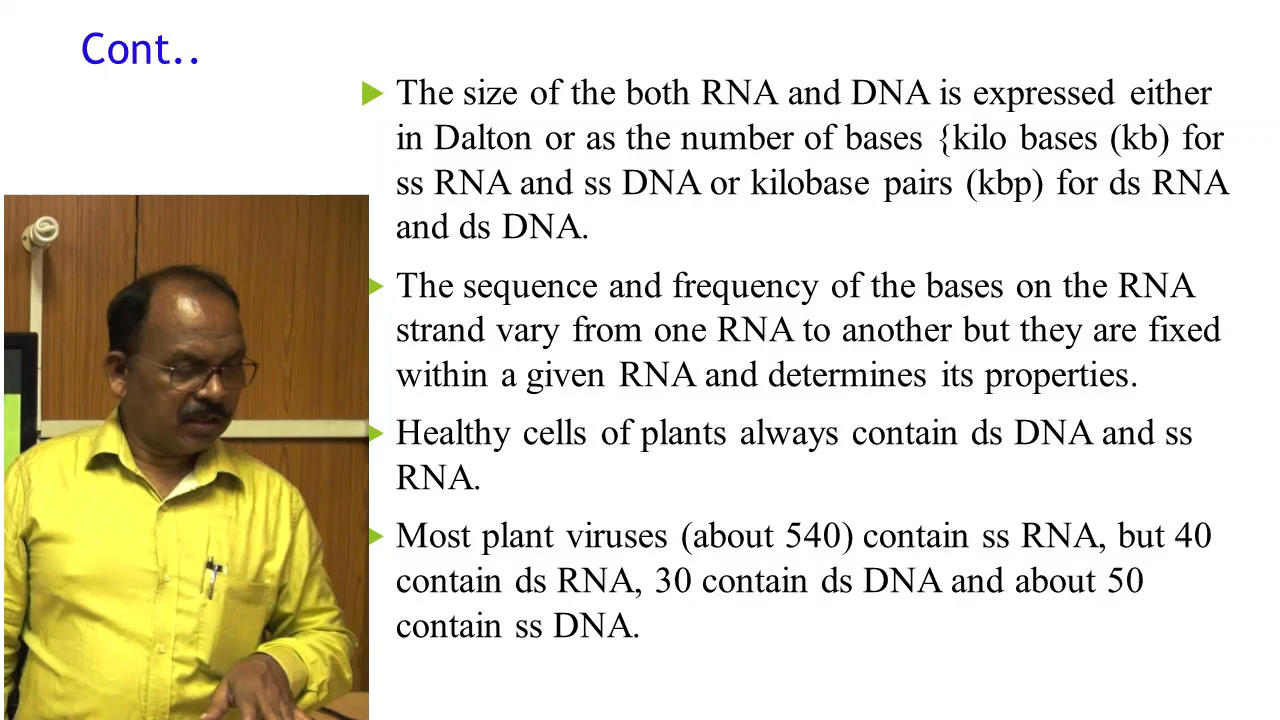 Cont..
The size of the both RNA and DNA is expressed either
in Dalton or as the number of bases {kilo bases (kb) for
ss RNA and ss DNA or kilobase pairs (kbp) for ds RNA
and ds DNA.
The sequence and frequency of the bases on the RNA
strand vary from one RNA to another but they are fixed
within a given RNA and determines its properties.
Healthy cells of plants always contain ds DNA and ss
RNA.
Most plant viruses (about 540) contain ss RNA, but 40
contain ds RNA, 30 contain ds DNA and about 50
contain ss DNA.